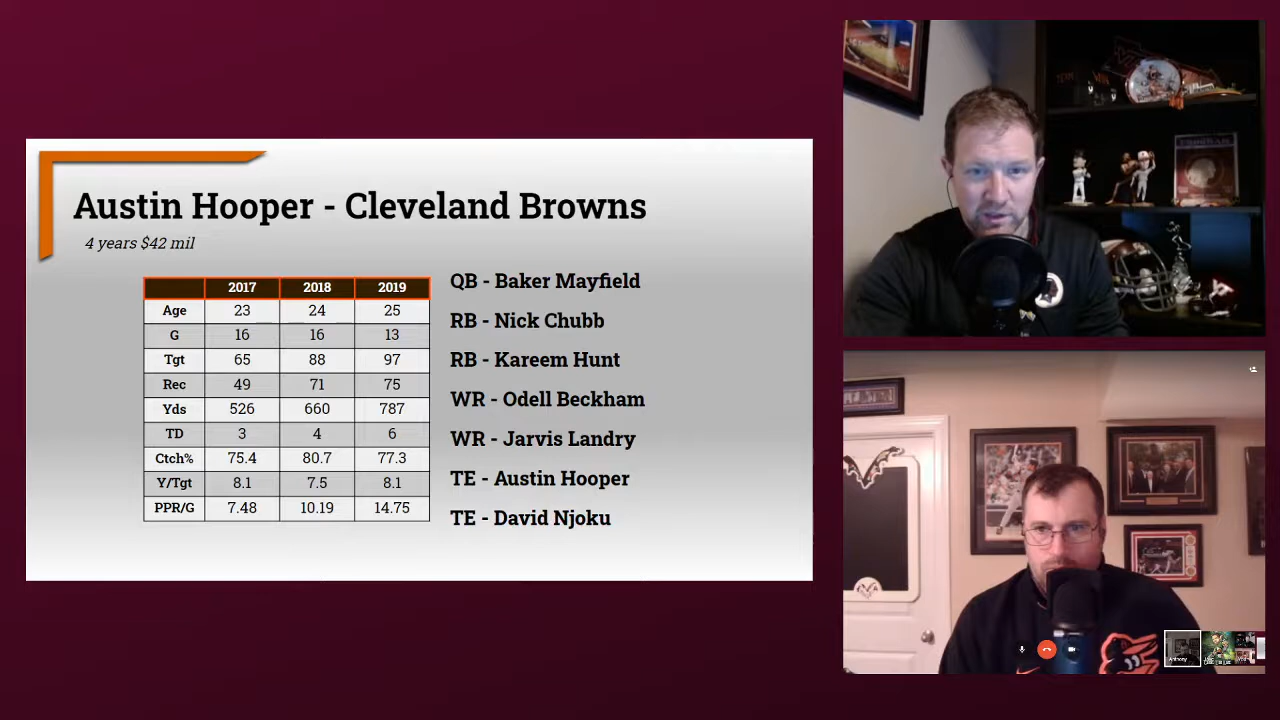 Austin Hooper - Cleveland Browns
4 years $42 mil
2017 2018 2019
Age 23 24 25
G 16 16 13
Tgt 65 88 97
Rec 49 71 75
Yds 526 660 787
TD 3 4 6
Ctch% 75.4 80.7 77.3
Y/Tgt 8.1 7.5 8.1
PPR/G 7.48 10.19 14.75
QB - Baker Mayfield
RB - Nick Chubb
RB - Kareem Hunt
WR - Odell Beckham
WR - Jarvis Landry
TE - Austin Hooper
TE - David Njoku
Anthony